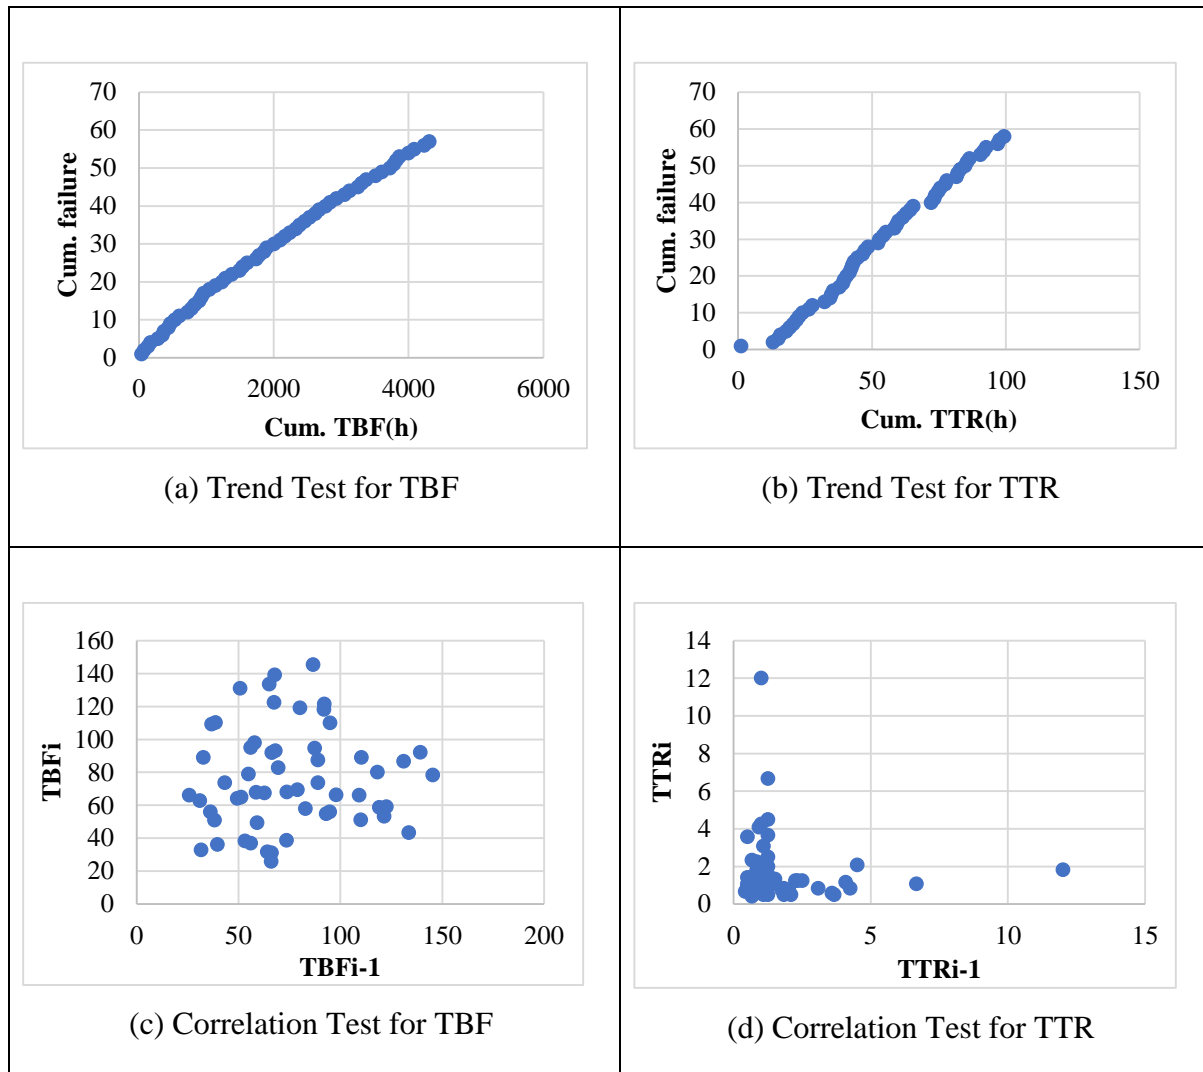 70
60
50
40
30
20
10
0
Cum. failure
0 2000 4000 6000
Cum. TBF(h)
(a) Trend Test for TBF
70
60
50
40
30
20
10
0
Cum. failure
0 50 100 150
Cum. TTR(h)
(b) Trend Test for TTR
160
140
120
100
80
60
40
20
0
TBFi
0 50 100 150 200
TBFi-1
(c) Correlation Test for TBF
14
12
10
8
6
4
2
0
TTRi
0 5 10 15
TTRi-1
(d) Correlation Test for TTR